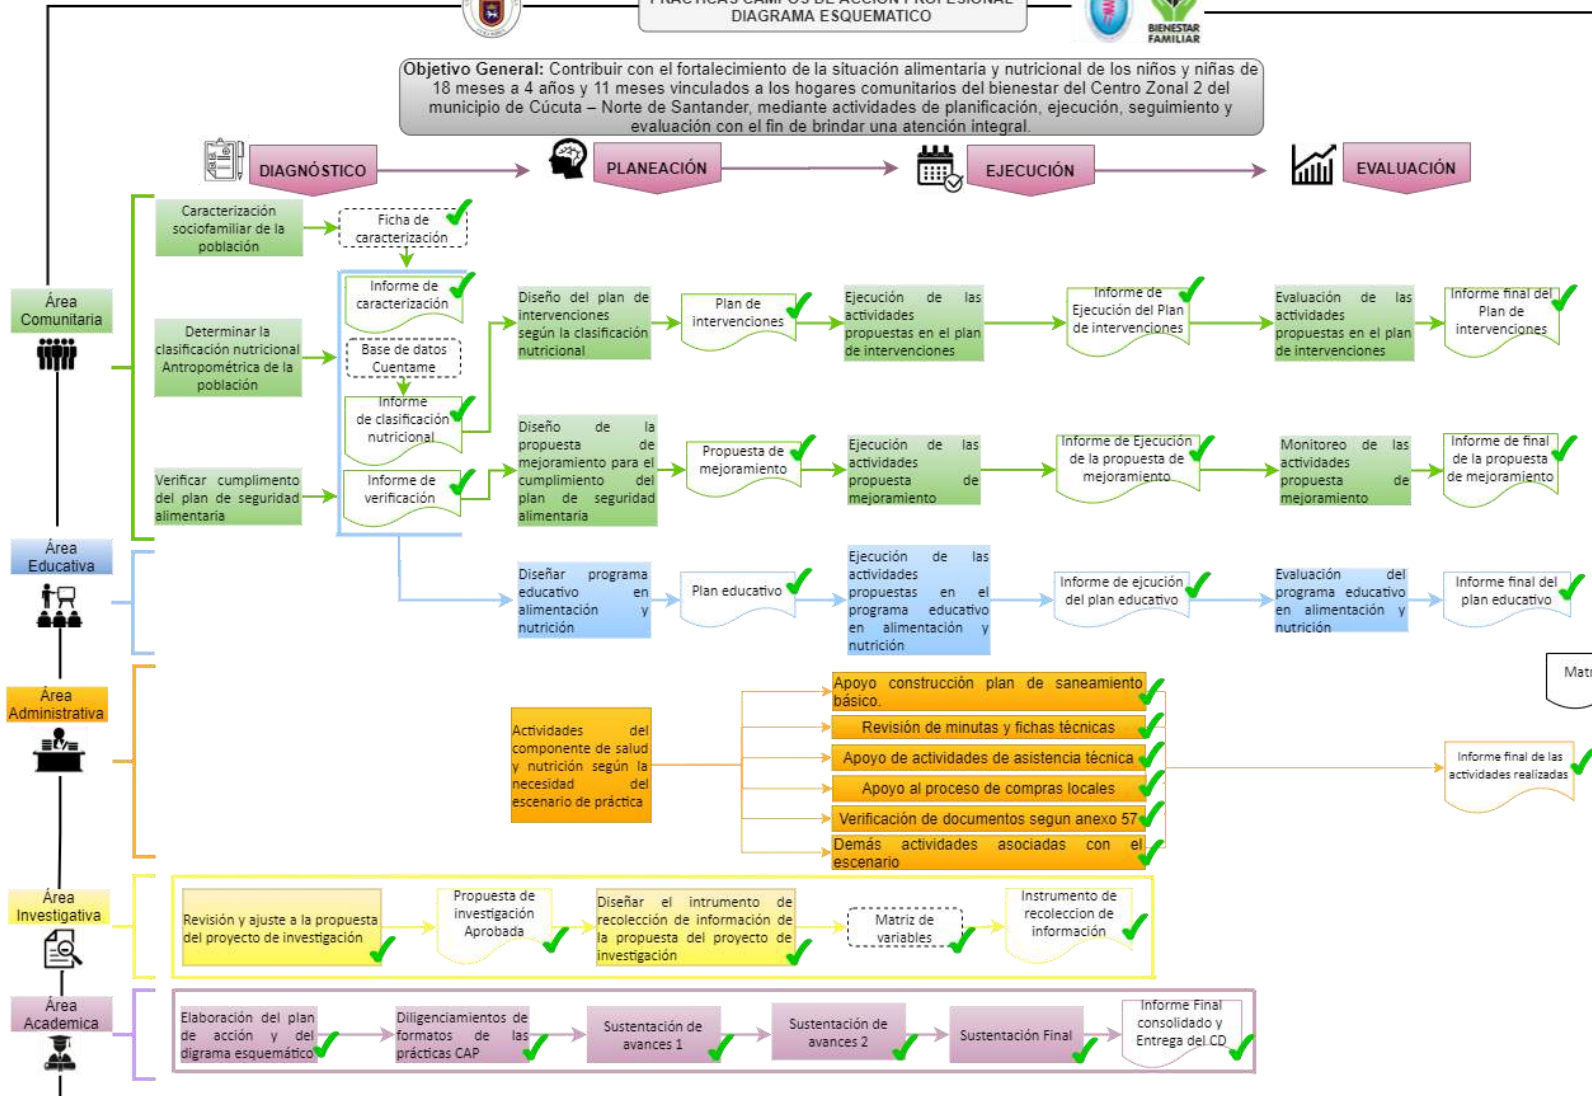 PRÁCTICAS CAMPOS DE ACCIÓN PROFESIONAL
DIAGRAMA ESQUEMATICO
BIENESTAR
FAMILIAR
Objetivo General: Contribuir con el fortalecimiento de la situación alimentaria y nutricional de los niños y niñas de
18 meses a 4 años y 11 meses vinculados a los hogares comunitarios del bienestar del Centro Zonal 2 del
municipio de Cúcuta – Norte de Santander, mediante actividades de planificación, ejecución, seguimiento y
evaluación con el fin de brindar una atención integral.
DIAGNÓSTICO
PLANEACIÓN
EJECUCIÓN
EVALUACIÓN
Área
Comunitaria
Caracterización
sociofamiliar de la
población
Ficha de
caracterización
Informe de
caracterización
Determinar la
clasificación nutricional
Antropométrica de la
población
Base de datos
Cuentame
Informe
de clasificación
nutricional
Verificar cumplimento
del plan de seguridad
alimentaria
Informe de
verificación
Diseño del plan de
intervenciones
según la clasificación
nutricional
Plan de
intervenciones
Ejecución de las
actividades
propuestas en el plan
de intervenciones
Informe de
Ejecución del Plan
de intervenciones
Evaluación de las
actividades
propuestas en el plan
de intervenciones
Informe final del
Plan de
intervenciones
Diseño de la
propuesta de
mejoramiento para el
cumplimento del
plan de seguridad
alimentaria
Propuesta de
mejoramiento
Ejecución de las
actividades
propuesta de
mejoramiento
Informe de Ejecución
de la propuesta de
mejoramiento
Monitoreo de las
actividades
propuesta de
mejoramiento
Informe de final
de la propuesta
de mejoramiento
Área
Educativa
Diseñar programa
educativo en
alimentación y
nutrición
Plan educativo
Ejecución de las
actividades
propuestas en el
programa educativo
en alimentación y
nutrición
Informe de ejcución
del plan educativo
Evaluación del
programa educativo
en alimentación y
nutrición
Informe final del
plan educativo
Matr
Área
Administrativa
Actividades del
componente de salud
y nutrición según la
necesidad del
escenario de práctica
Apoyo construcción plan de saneamiento
básico.
Revisión de minutas y fichas técnicas
Apoyo de actividades de asistencia técnica
Apoyo al proceso de compras locales
Verificación de documentos segun anexo 57
Demás actividades asociadas con el
escenario
Informe final de las
actividades realizadas
Área
Investigativa
Revisión y ajuste a la propuesta
del proyecto de investigación
Propuesta de
investigación
Aprobada
Diseñar el intrumento de
recolección de información de
la propuesta del proyecto de
investigación
Matriz de
variables
Instrumento de
recoleccion de
información
Área
Academica
Elaboración del plan
de acción y del
digrama esquemático
Diligenciamientos de
formatos de las
prácticas CAP
Sustentación de
avances 1
Sustentación de
avances 2
Sustentación Final
Informe Final
consolidado y
Entrega del CD